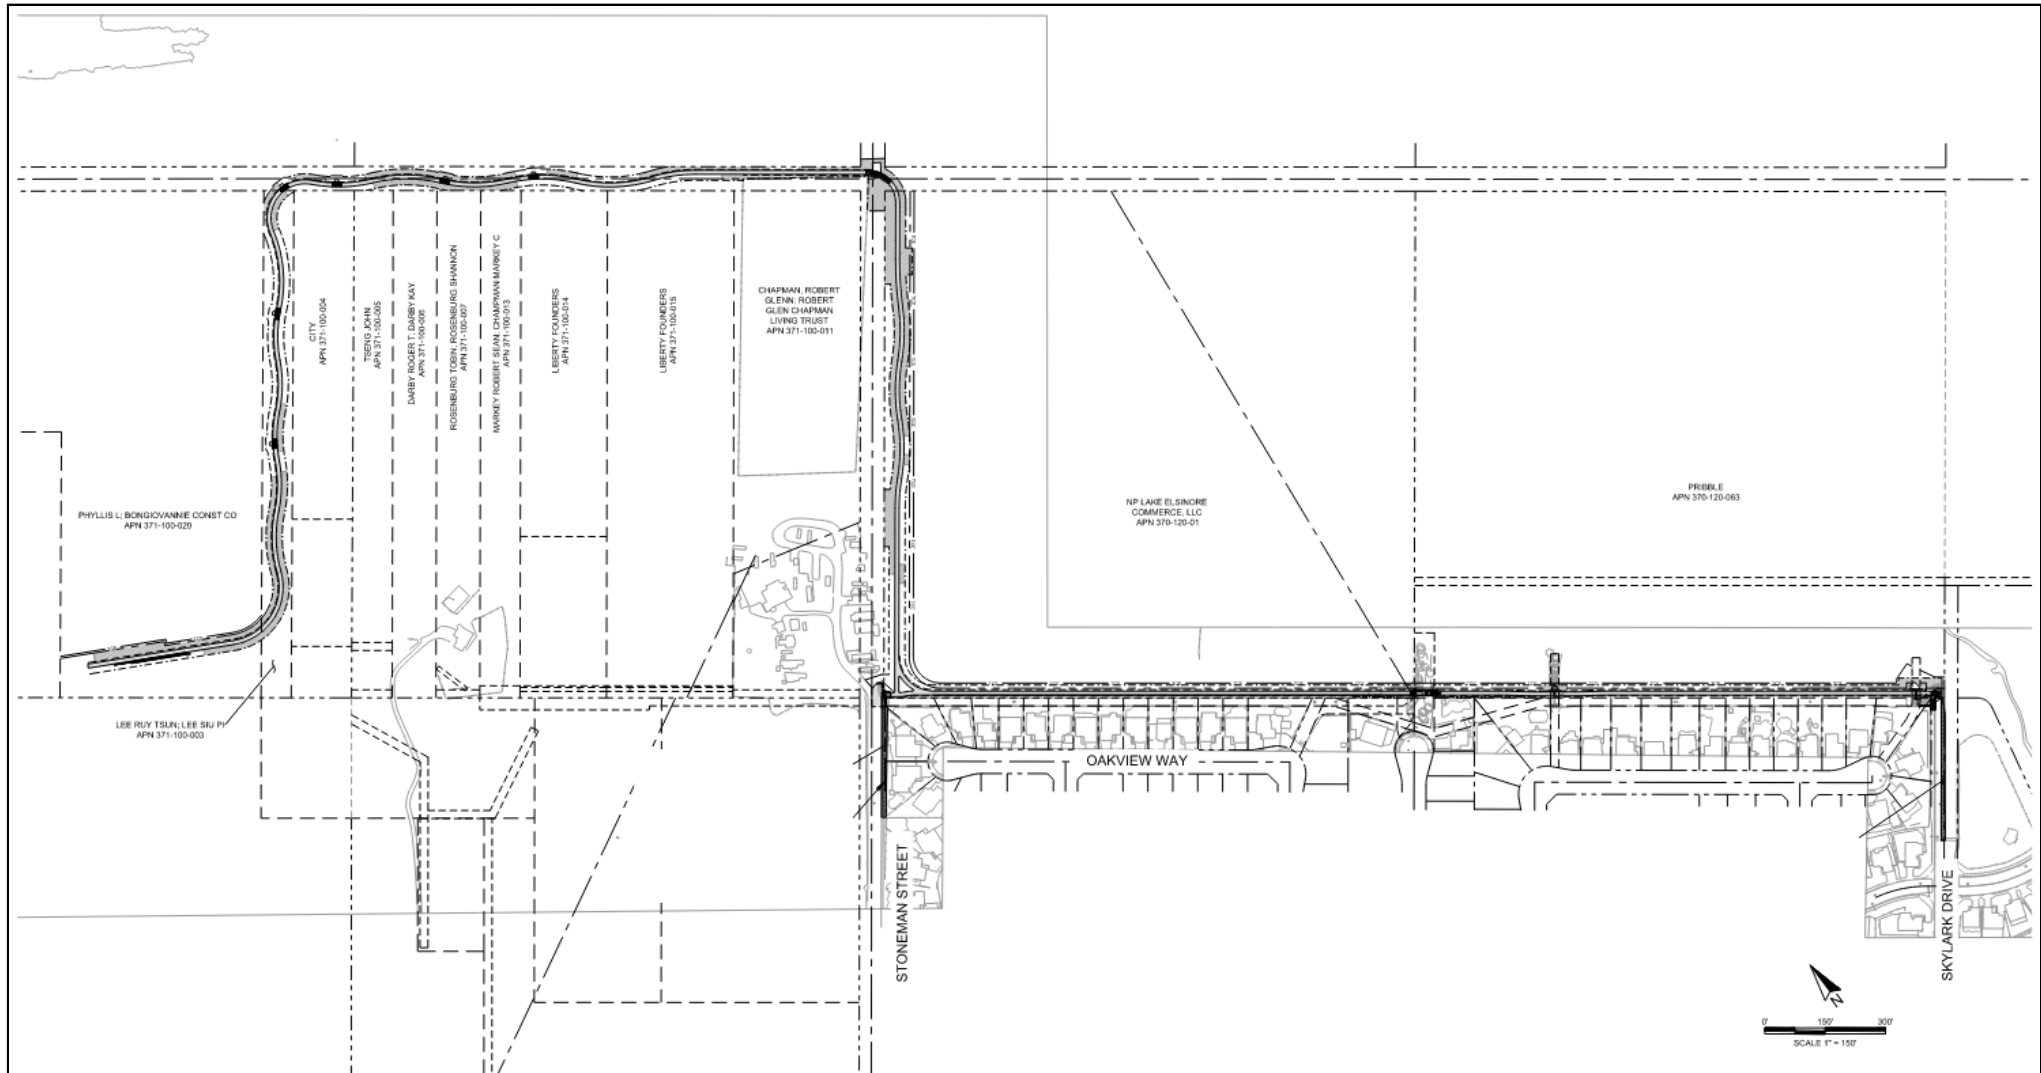 CITY
APN 371-100-004
TSENG JOHN
APN 371-100-005
DARBY ROGER T; DARBY KAY
APN 371-100-006
ROSENBURG TOBIN; ROSENBURG SHANNON
APN 371-100-007
MARKEY ROBERT SEAN; CHAMPMAN MARKEY C
APN 371-100-013
LIBERTY FOUNDERS
APN 371-100-014
LIBERTY FOUNDERS
APN 371-100-015
CHAPMAN, ROBERT
GLENN; ROBERT
GLEN CHAPMAN
LIVING TRUST
APN 371-100-011
PHYLLIS L; BONGIOVANNIE CONST CO
APN 371-100-020
NP LAKE ELSINORE
COMMERCE, LLC
APN 370-120-01
PRIBBLE
APN 370-120-063
LEE RUY TSUN; LEE SIU PI
APN 371-100-003
OAKVIEW WAY
STONEMAN STREET
SKYLARK DRIVE
N
0' 150' 300'
SCALE 1" = 150'